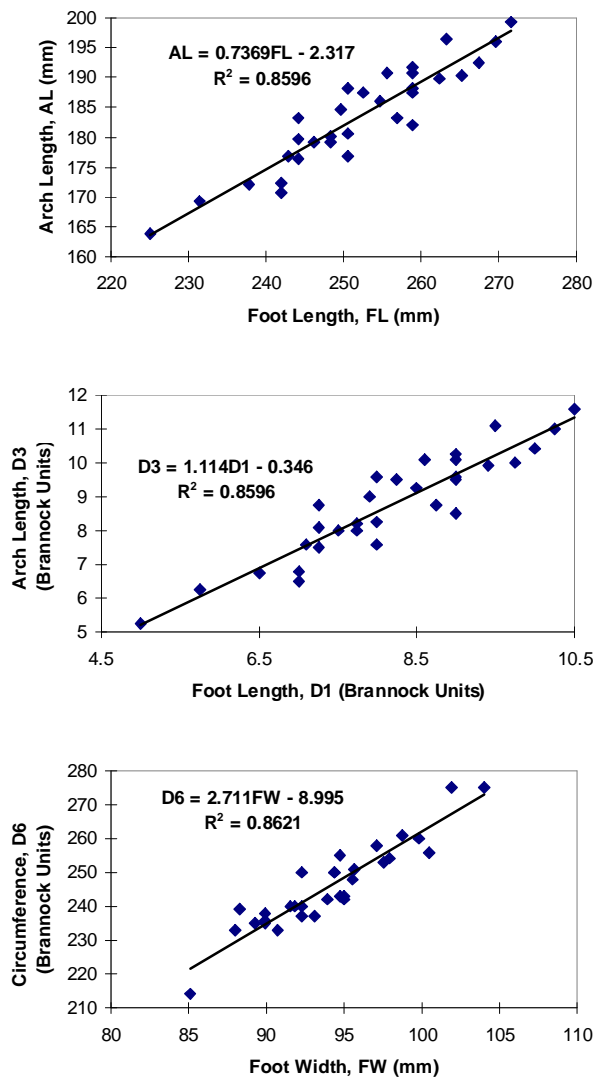 200
195
190
185
180
175
170
165
160
AL = 0.7369FL - 2.317
R² = 0.8596
Arch Length, AL (mm)
220 230 240 250 260 270 280
Foot Length, FL (mm)
12
11
10
9
8
7
6
5
D3 = 1.114D1 - 0.346
R² = 0.8596
Arch Length, D3
(Brannock Units)
4.5 6.5 8.5 10.5
Foot Length, D1 (Brannock Units)
280
270
260
250
240
230
220
210
D6 = 2.711FW - 8.995
R² = 0.8621
Circumference, D6
(Brannock Units)
80 85 90 95 100 105 110
Foot Width, FW (mm)